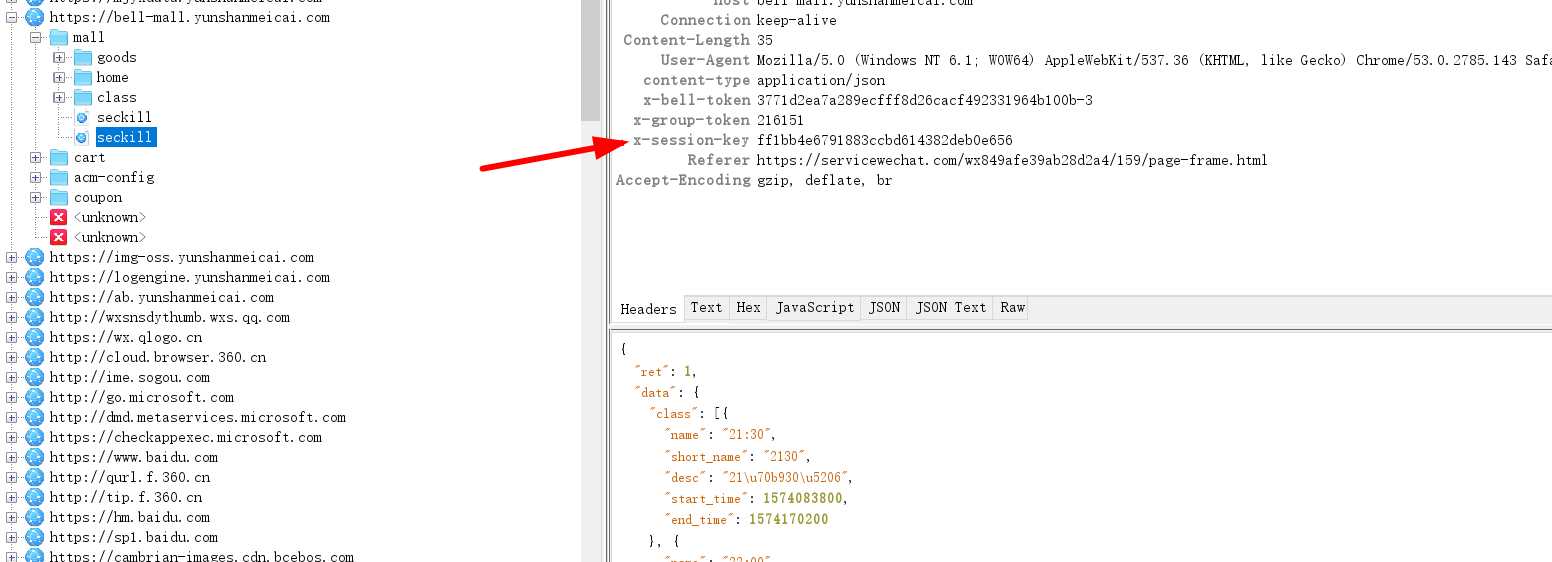 https://bell-mall.yunshanmeicai.com
mall
goods
home
class
seckill
seckill
cart
acm-config
coupon
<unknown>
<unknown>
https://img-oss.yunshanmeicai.com
https://logengine.yunshanmeicai.com
https://ab.yunshanmeicai.com
http://wxsnsdythumb.wxs.qq.com
https://wx.qlogo.cn
http://cloud.browser.360.cn
http://ime.sogou.com
http://go.microsoft.com
http://dmd.metaservices.microsoft.com
https://checkappexec.microsoft.com
https://www.baidu.com
http://qurl.f.360.cn
http://tip.f.360.cn
https://hm.baidu.com
https://sp1.baidu.com
https://cambrian-images.cdn.bcebos.com
Host bell-mall.yunshanmeicai.com
Connection keep-alive
Content-Length 35
User-Agent Mozilla/5.0 (Windows NT 6.1; WOW64) AppleWebKit/537.36 (KHTML, like Gecko) Chrome/53.0.2785.143 Safa
content-type application/json
x-bell-token 3771d2ea7a289ecfff8d26cacf492331964b100b-3
x-group-token 216151
x-session-key ff1bb4e6791883ccbd614382deb0e656
Referer https://servicewechat.com/wx849afe39ab28d2a4/159/page-frame.html
Accept-Encoding gzip, deflate, br
Headers Text Hex JavaScript JSON JSON Text Raw
{
"ret": 1,
"data": {
"class": [{
"name": "21:30",
"short_name": "2130",
"desc": "21\u70b930\u5206",
"start_time": 1574083800,
"end_time": 1574170200
}, {